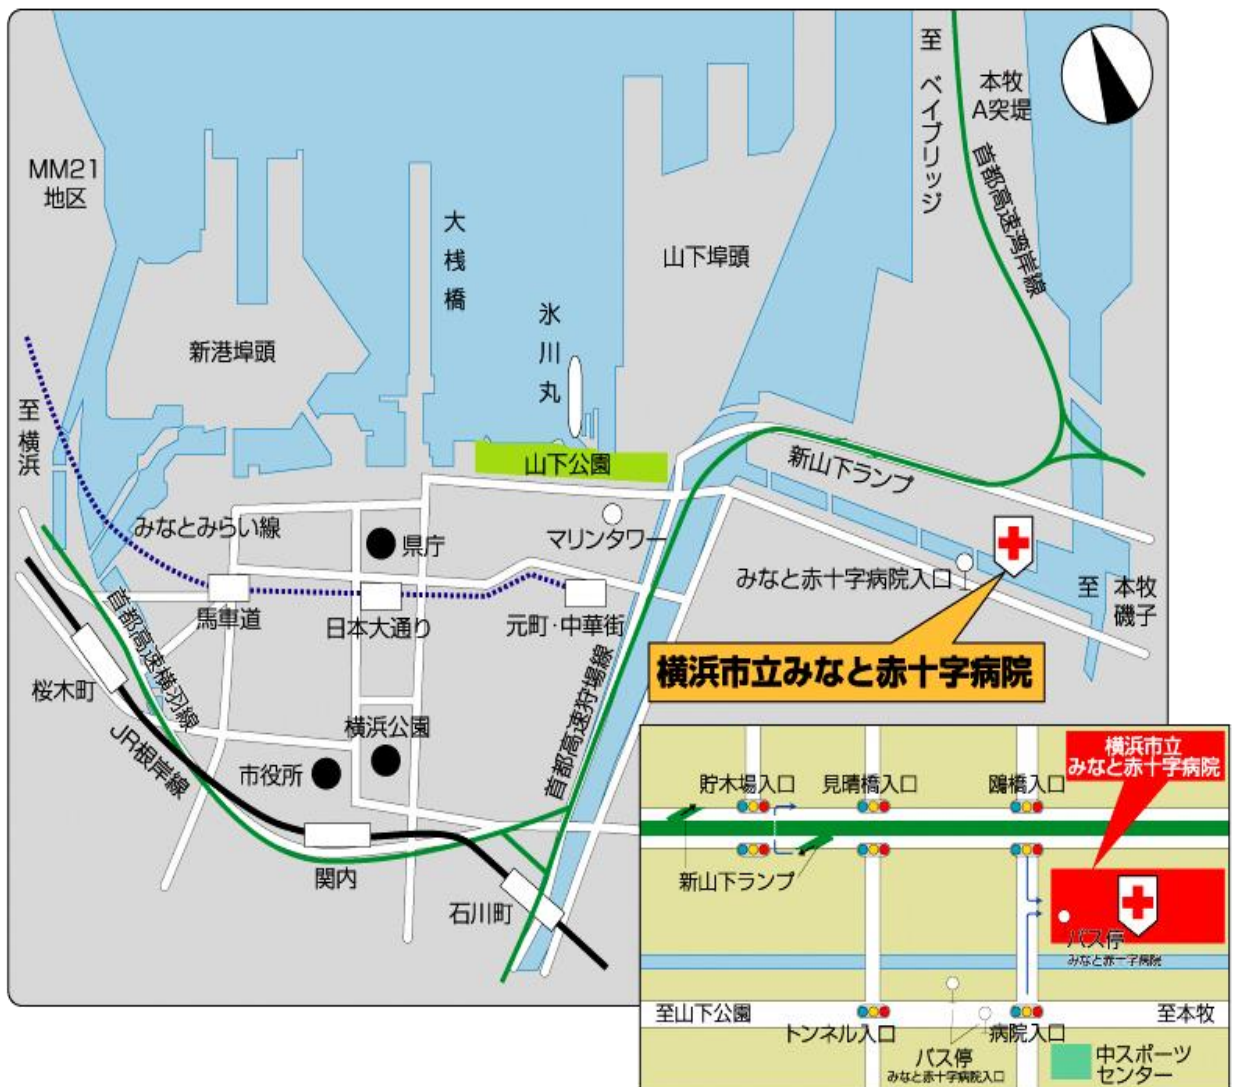 MM21
地区
大桟橋
氷川丸
山下埠頭
新港埠頭
至 ベイブリッジ
本牧
A突堤
首都高速湾岸線
至横浜
山下公園
新山下ランプ
みなとみらい線
県庁
マリンタワー
みなと赤十字病院入口
至 本牧
磯子
馬車道
日本大通り
元町・中華街
首都高速横羽線
首都高速狩場線
横浜市立みなと赤十字病院
桜木町
JR根岸線
横浜公園
市役所
関内
石川町
横浜市立
みなと赤十字病院
貯木場入口
見晴橋入口
鴎橋入口
新山下ランプ
バス停
みなと赤十字病院
至山下公園
至本牧
トンネル入口
病院入口
バス停
みなと赤十字病院入口
中スポーツ
センター